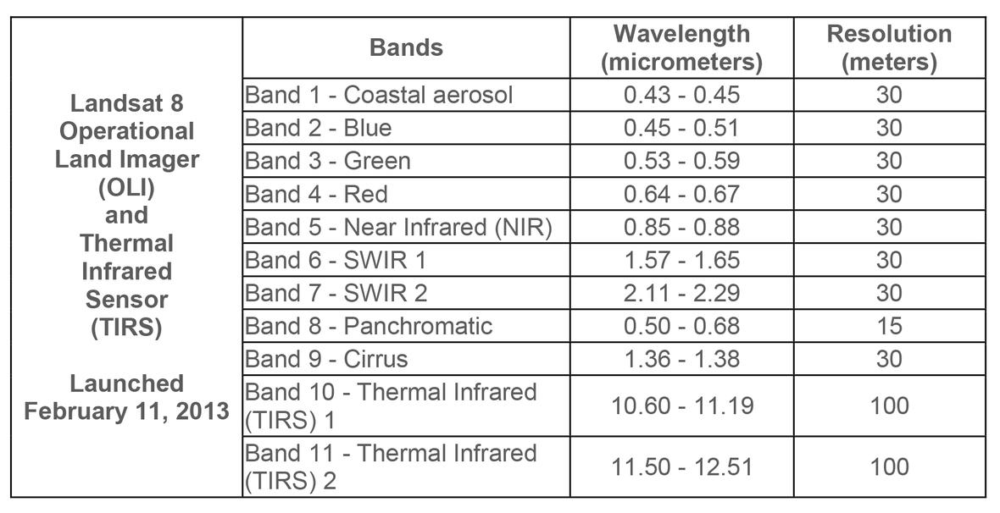 Landsat 8
Operational
Land Imager
(OLI)
and
Thermal
Infrared
Sensor
(TIRS)
Launched
February 11, 2013
Bands
Wavelength
(micrometers)
Resolution
(meters)
Band 1 - Coastal aerosol 0.43 - 0.45 30
Band 2 - Blue 0.45 - 0.51 30
Band 3 - Green 0.53 - 0.59 30
Band 4 - Red 0.64 - 0.67 30
Band 5 - Near Infrared (NIR) 0.85 - 0.88 30
Band 6 - SWIR 1 1.57 - 1.65 30
Band 7 - SWIR 2 2.11 - 2.29 30
Band 8 - Panchromatic 0.50 - 0.68 15
Band 9 - Cirrus 1.36 - 1.38 30
Band 10 - Thermal Infrared
(TIRS) 1
10.60 - 11.19 100
Band 11 - Thermal Infrared
(TIRS) 2
11.50 - 12.51 100